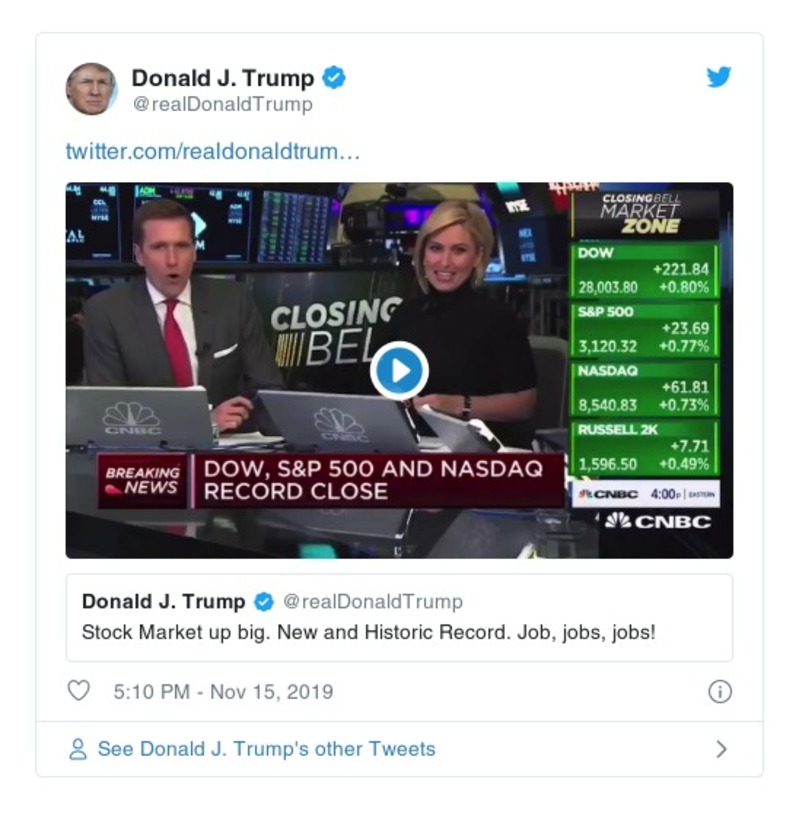 Donald J. Trump
@realDonaldTrump
twitter.com/realdonaldtrum…
NYSE
CLOSING
BEL
CNBC
CNBC
BREAKING
NEWS
DOW, S&P 500 AND NASDAQ
RECORD CLOSE
CLOSING BELL
MARKET
ZONE
DOW
+221.84
28,003.80 +0.80%
S&P 500
+23.69
3,120.32 +0.77%
NASDAQ
+61.81
8,540.83 +0.73%
RUSSELL 2K
+7.71
1,596.50 +0.49%
CNBC 4:00P | EASTERN
CNBC
Donald J. Trump @realDonaldTrump
Stock Market up big. New and Historic Record. Job, jobs, jobs!
5:10 PM - Nov 15, 2019
See Donald J. Trump's other Tweets